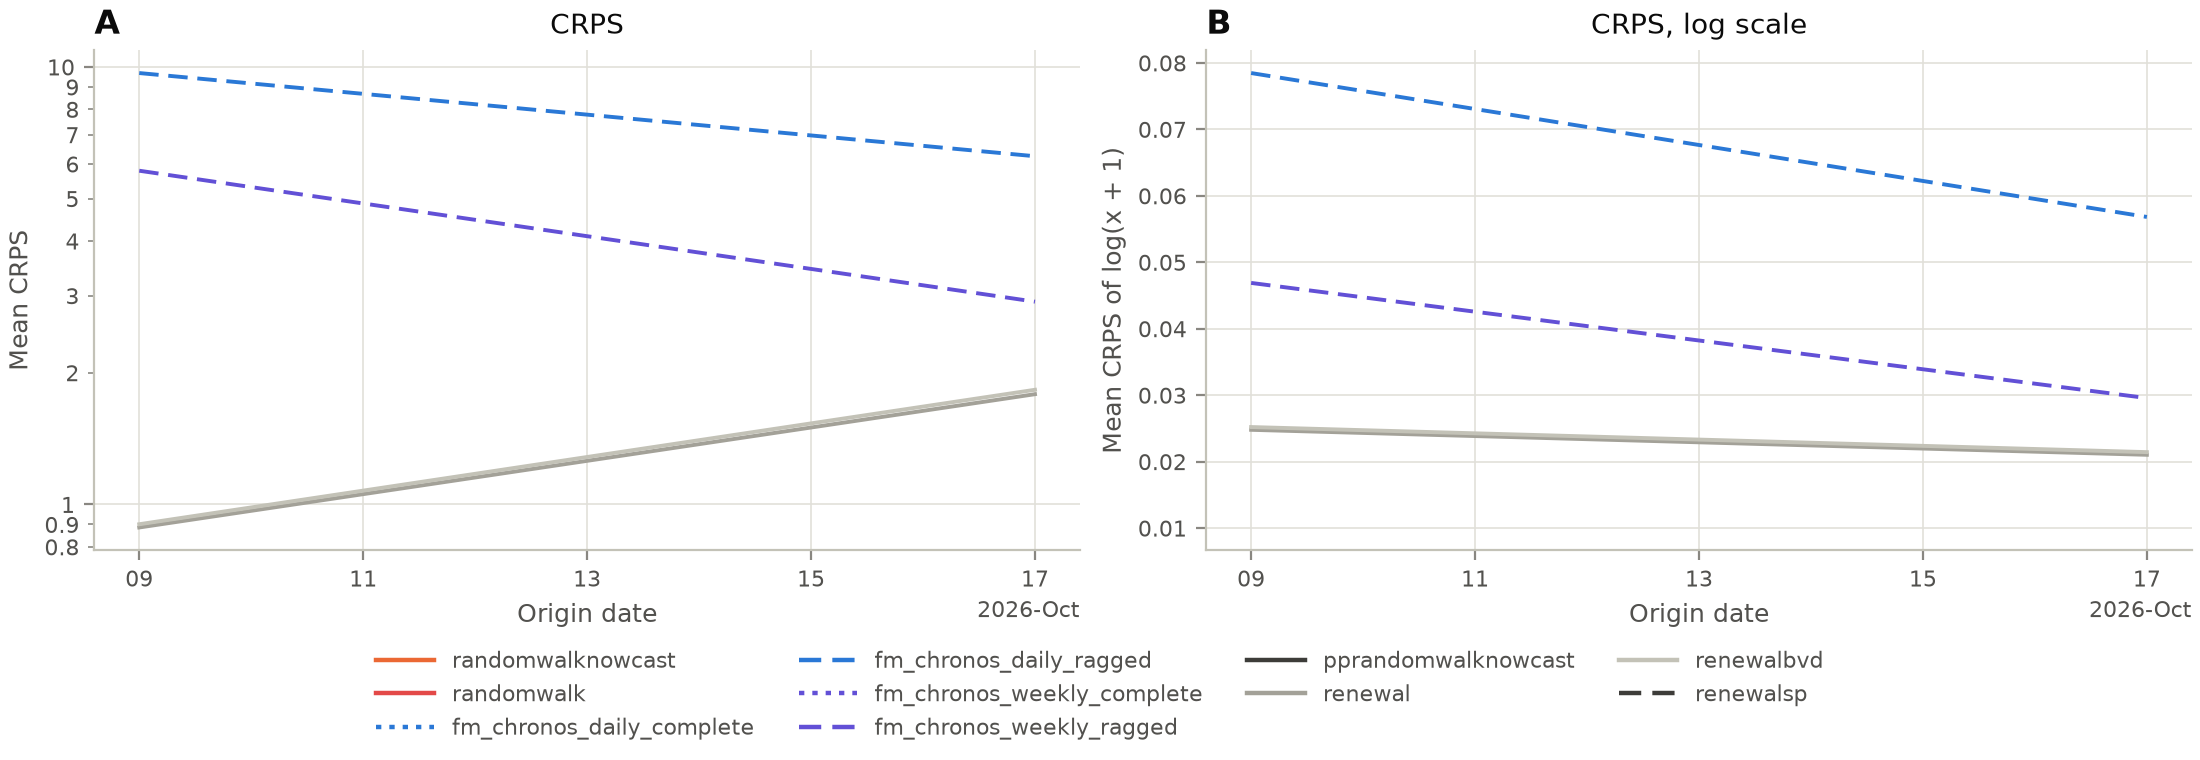 A
CRPS
Mean CRPS
10
9
8
7
6
5
4
3
2
1
0.9
0.8
09
11
13
15
17
Origin date
2026-Oct
B
CRPS, log scale
Mean CRPS of log(x + 1)
0.08
0.07
0.06
0.05
0.04
0.03
0.02
0.01
09
11
13
15
17
Origin date
2026-Oct
randomwalknowcast
randomwalk
fm_chronos_daily_complete
fm_chronos_daily_ragged
fm_chronos_weekly_complete
fm_chronos_weekly_ragged
pprandomwalknowcast
renewal
renewalbvd
renewalsp